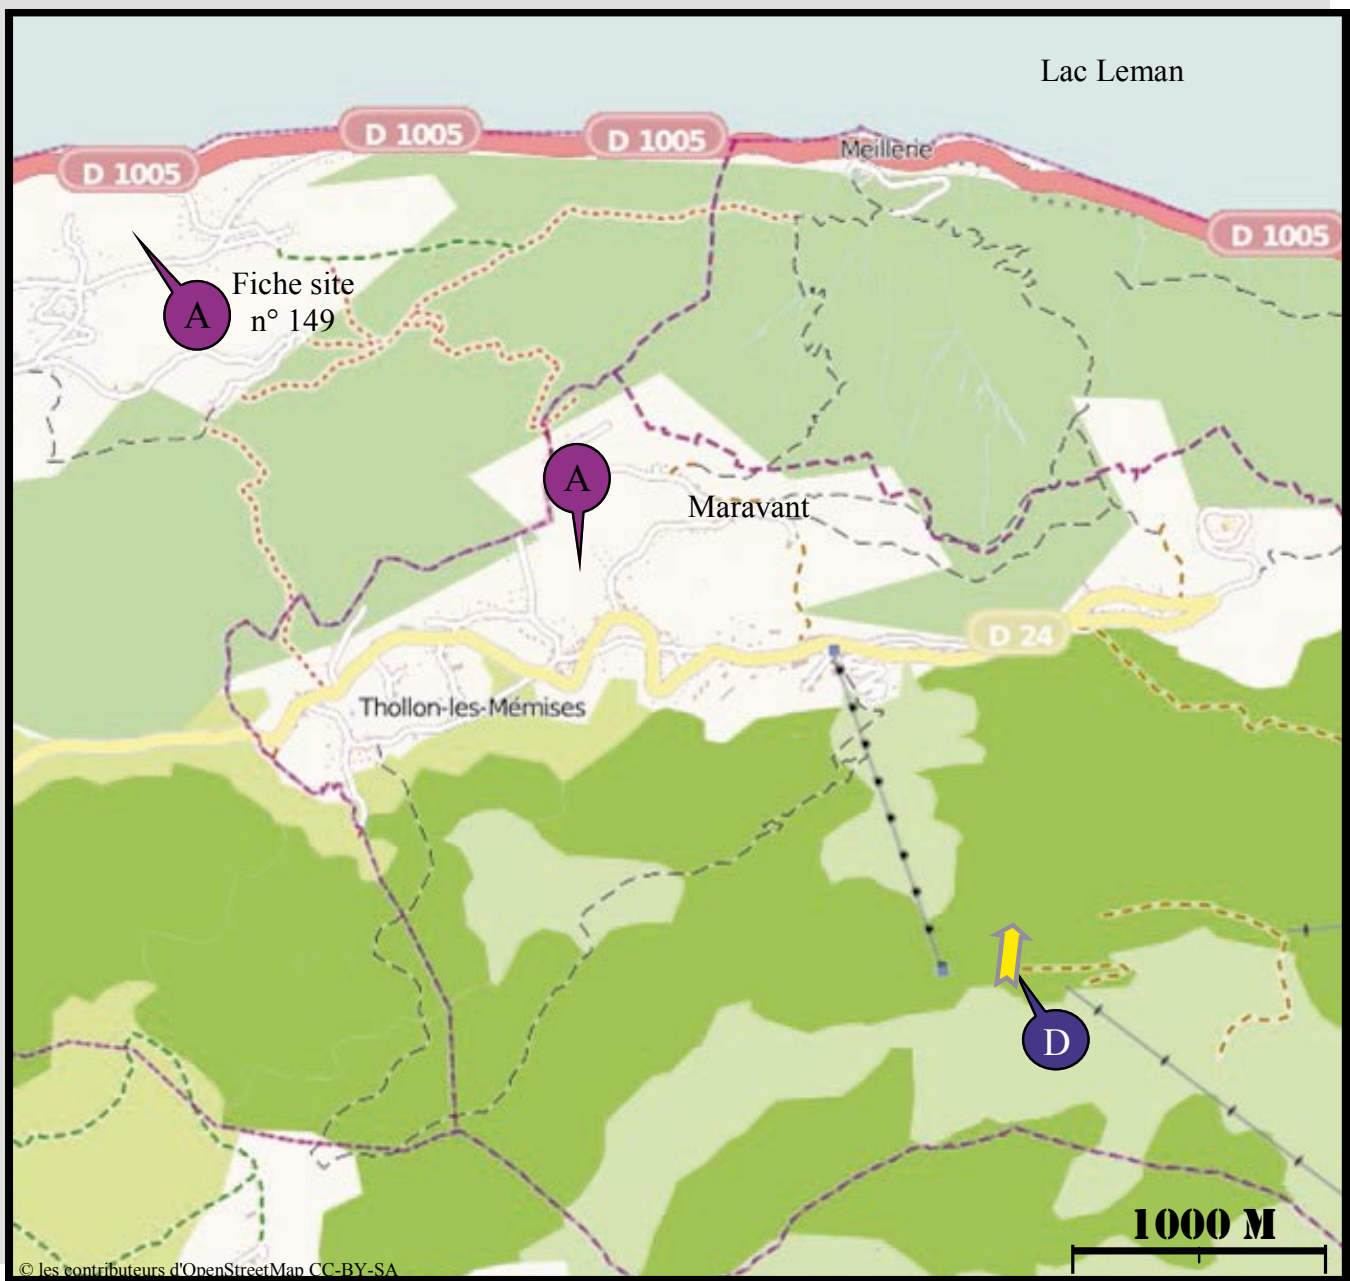 Lac Leman
D 1005
D 1005
D 1005
Meillerie
D 1005
Fiche site
n° 149
A
A
Maravant
D 24
Thollon-les-Mémises
D
1000 M
© les contributeurs d'OpenStreetMap CC-BY-SA